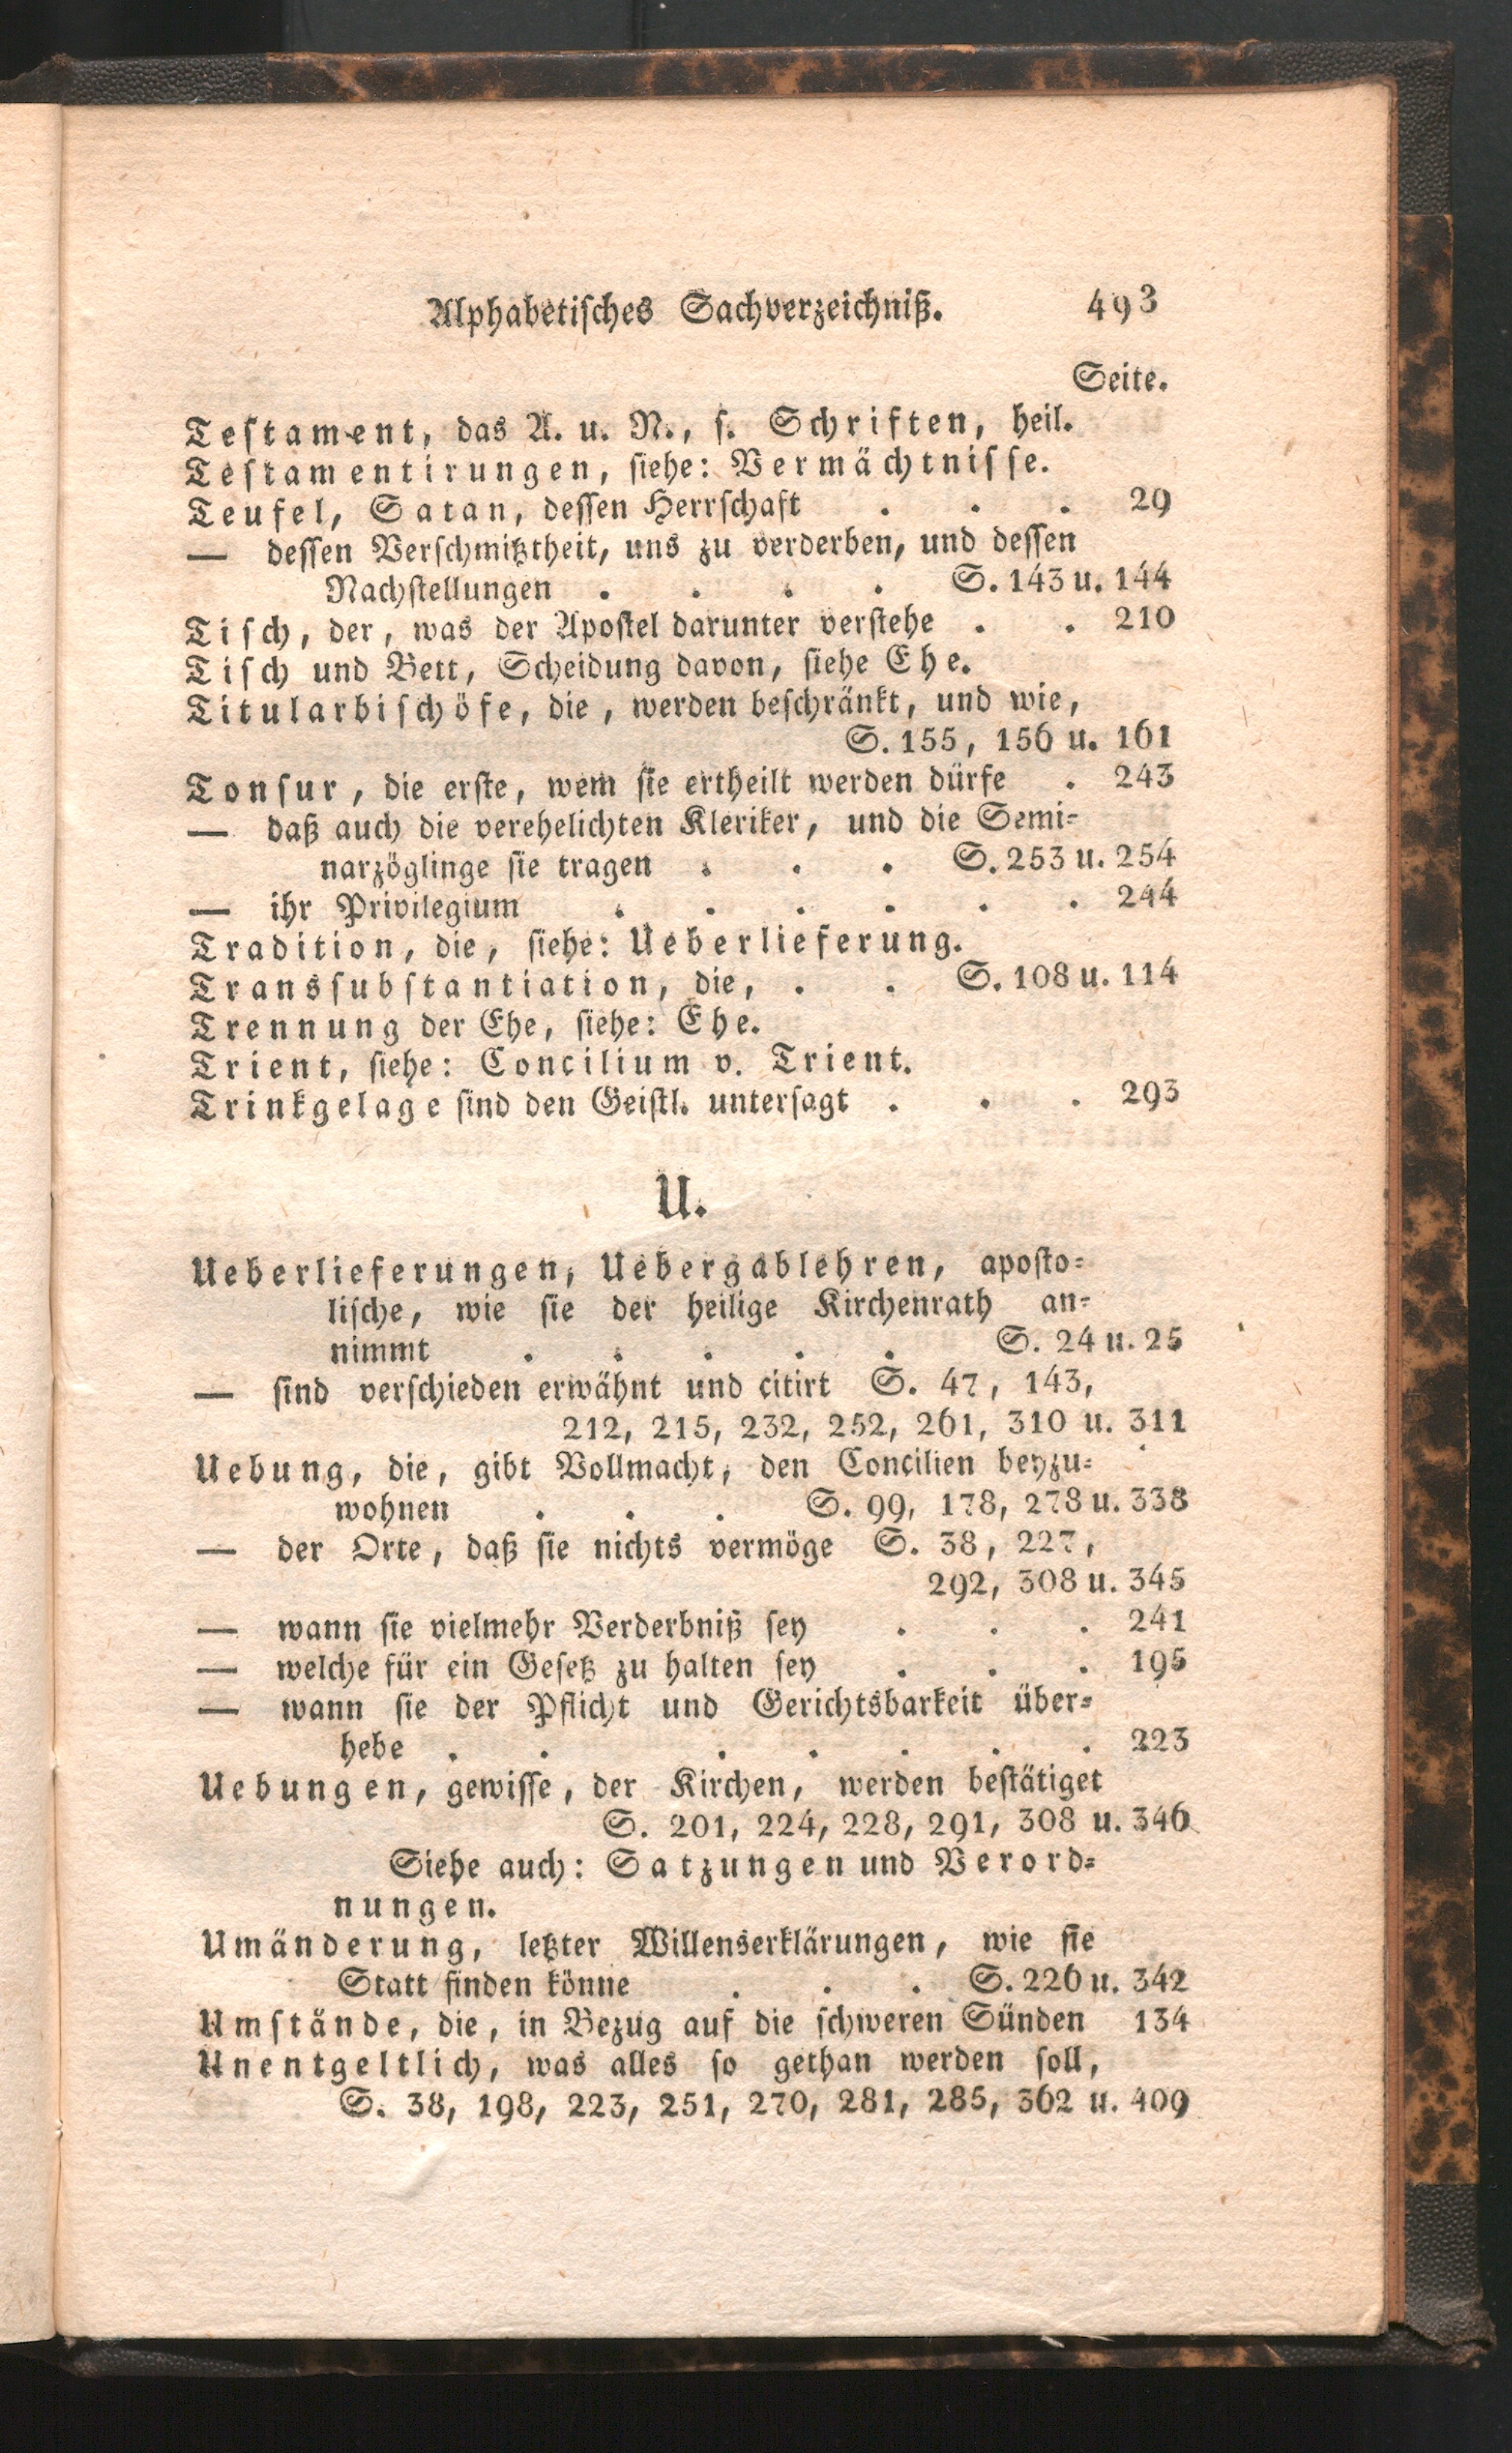 Alphabetisches Sachverzeichniß. 493
Seite.
Testament, das A. u. N., s. Schriften, heil.
Testamentirungen, siehe: Vermächtnisse.
Teufel, Satan, dessen Herrschaft . . . 29
— dessen Verschmitztheit, uns zu verderben, und dessen
Nachstellungen . . . . S. 143 u. 144
Tisch, der, was der Apostel darunter verstehe . . 210
Tisch und Bett, Scheidung davon, siehe Ehe.
Titularbischöfe, die, werden beschränkt, und wie,
S. 155, 156 u. 161
Tonsur, die erste, wem sie ertheilt werden dürfe . 243
— daß auch die verehelichten Kleriker, und die Semi-
narzöglinge sie tragen . . . S. 253 u. 254
— ihr Privilegium . . . . . . 244
Tradition, die, siehe: Ueberlieferung.
Transsubstantiation, die, . . S. 108 u. 114
Trennung der Ehe, siehe: Ehe.
Trient, siehe: Concilium v. Trient.
Trinkgelage sind den Geistl. untersagt . . . 293
U.
Ueberlieferungen, Uebergablehren, aposto-
lische, wie sie der heilige Kirchenrath an-
nimmt . . . . . S. 24 u. 25
— sind verschieden erwähnt und citirt S. 47, 143,
212, 215, 232, 252, 261, 310 u. 311
Uebung, die, gibt Vollmacht, den Concilien beyzu-
wohnen . . . S. 99, 178, 278 u. 338
— der Orte, daß sie nichts vermöge S. 38, 227,
292, 308 u. 345
— wann sie vielmehr Verderbniß sey . . . 241
— welche für ein Gesetz zu halten sey . . . 195
— wann sie der Pflicht und Gerichtsbarkeit über-
hebe . . . . . . . 223
Uebungen, gewisse, der Kirchen, werden bestätiget
S. 201, 224, 228, 291, 308 u. 346
Siehe auch: Satzungen und Verord-
nungen.
Umänderung, letzter Willenserklärungen, wie sie
Statt finden könne . . . S. 226 u. 342
Umstände, die, in Bezug auf die schweren Sünden 134
Unentgeltlich, was alles so gethan werden soll,
S. 38, 198, 223, 251, 270, 281, 285, 362 u. 409